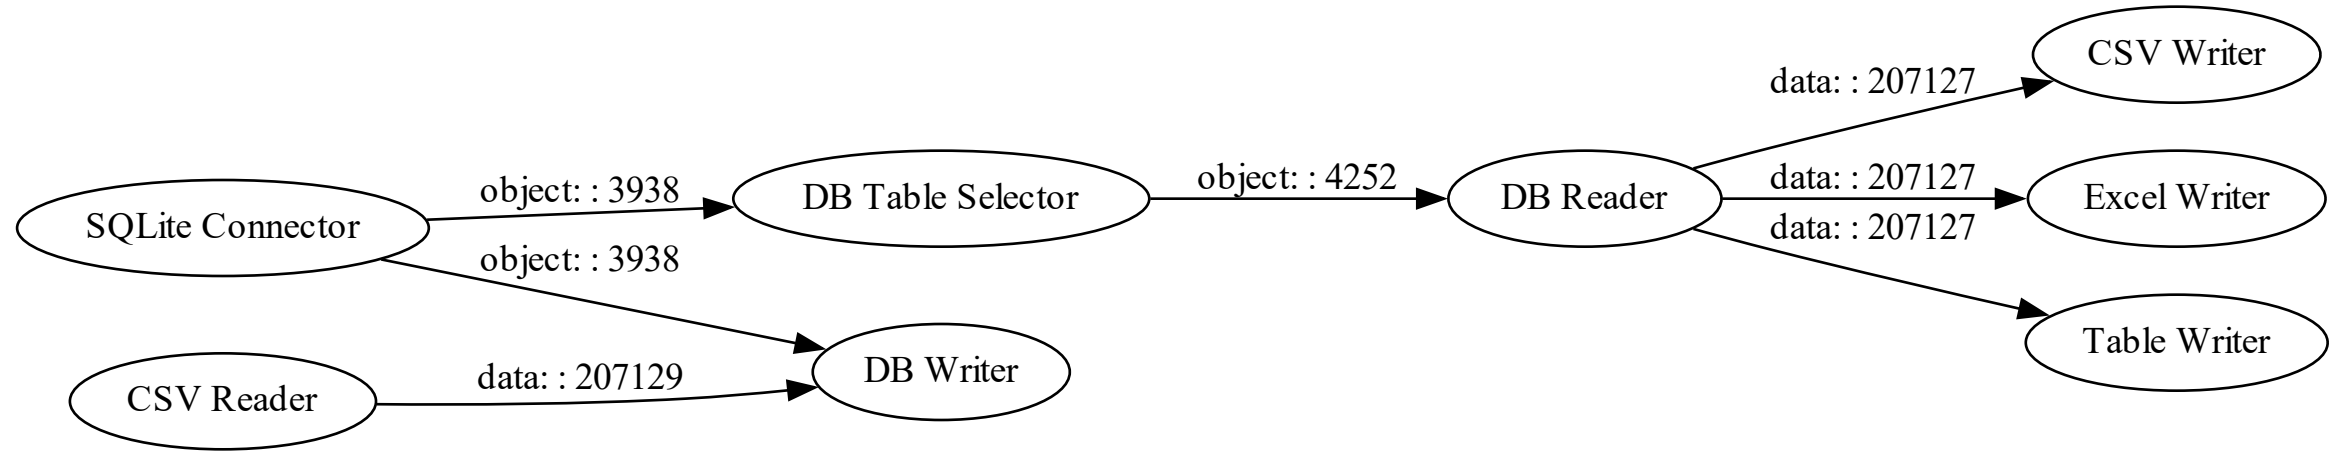 CSV Writer
data: : 207127
object: : 3938
DB Table Selector
object: : 4252
DB Reader
data: : 207127
Excel Writer
SQLite Connector
data: : 207127
object: : 3938
Table Writer
DB Writer
data: : 207129
CSV Reader